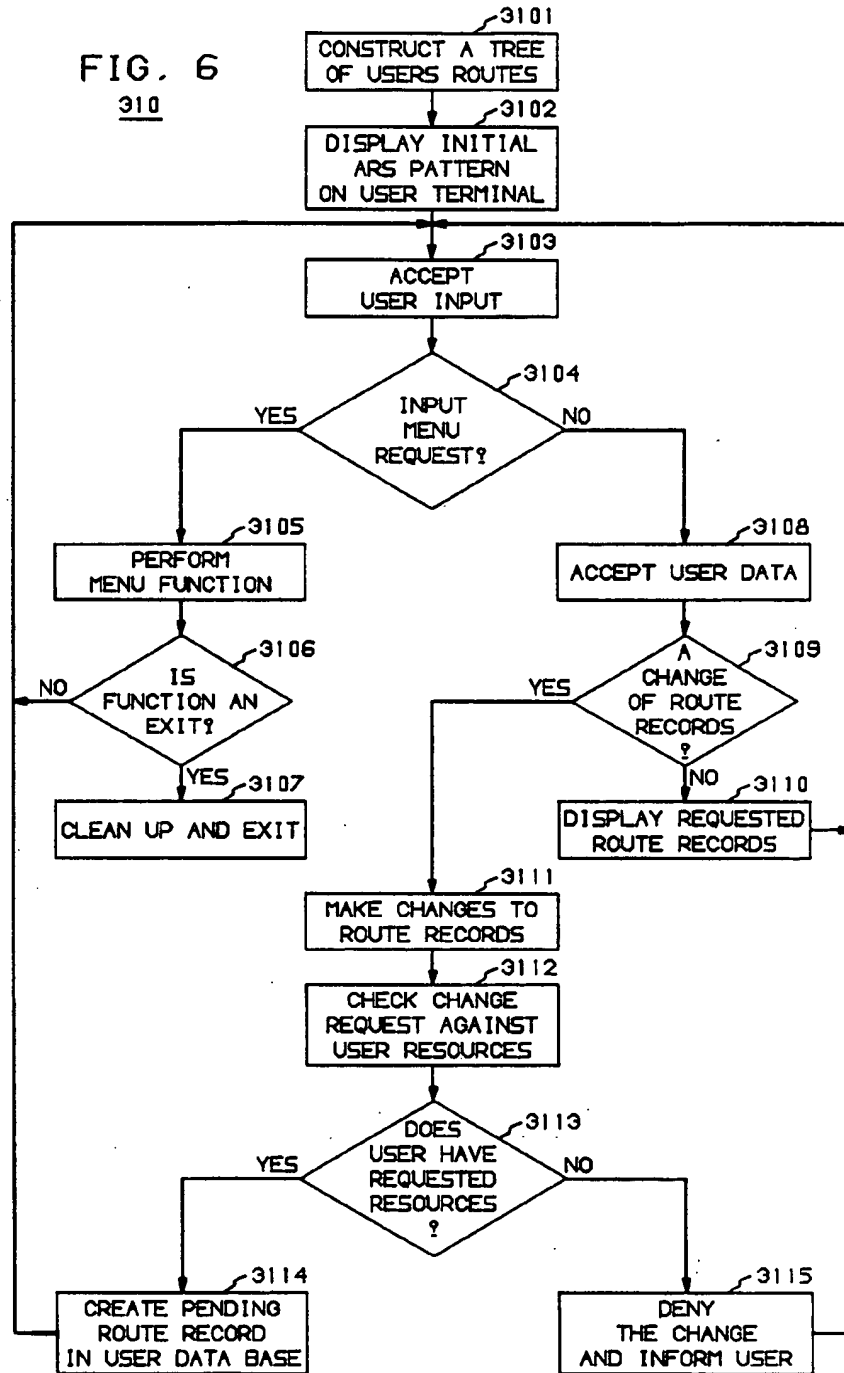 FIG. 6
310
3101
CONSTRUCT A TREE
OF USERS ROUTES
3102
DISPLAY INITIAL
ARS PATTERN
ON USER TERMINAL
3103
ACCEPT
USER INPUT
3104
INPUT
MENU
REQUEST?
YES
NO
3105
PERFORM
MENU FUNCTION
3108
ACCEPT USER DATA
3106
IS
FUNCTION AN
EXIT?
NO
YES
3109
A
CHANGE
OF ROUTE
RECORDS
?
YES
NO
3107
CLEAN UP AND EXIT
3110
DISPLAY REQUESTED
ROUTE RECORDS
3111
MAKE CHANGES TO
ROUTE RECORDS
3112
CHECK CHANGE
REQUEST AGAINST
USER RESOURCES
3113
DOES
USER HAVE
REQUESTED
RESOURCES
?
YES
NO
3114
CREATE PENDING
ROUTE RECORD
IN USER DATA BASE
3115
DENY
THE CHANGE
AND INFORM USER